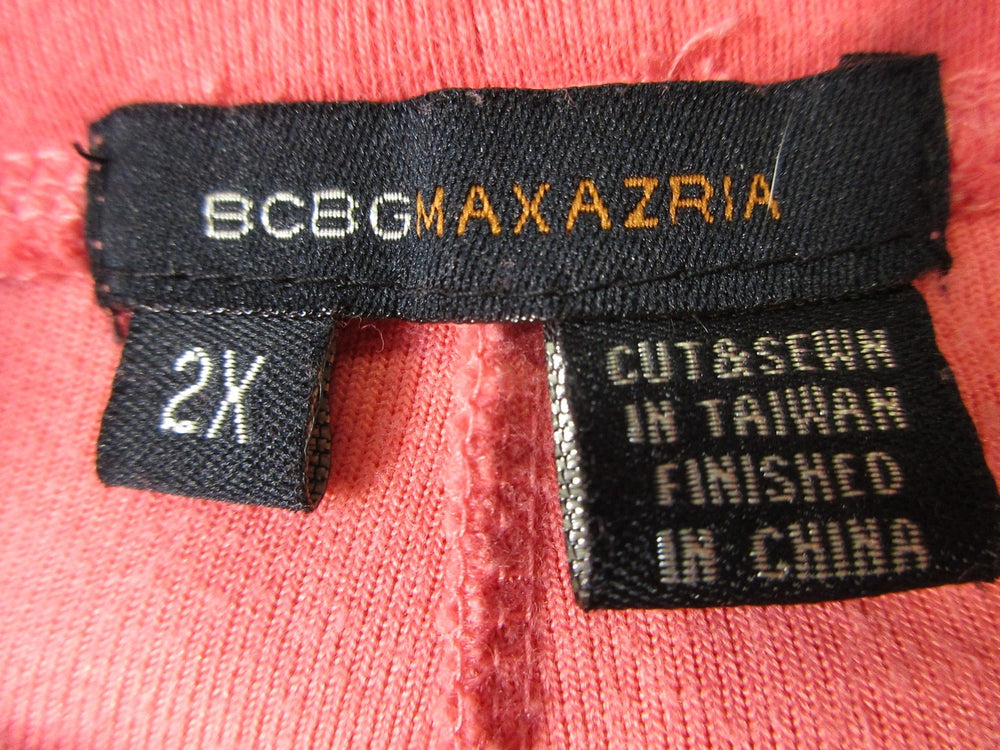 BCBGMAXAZRIA
2X
CUT&SEWN
IN TAIWAN
FINISHED
IN CHINA